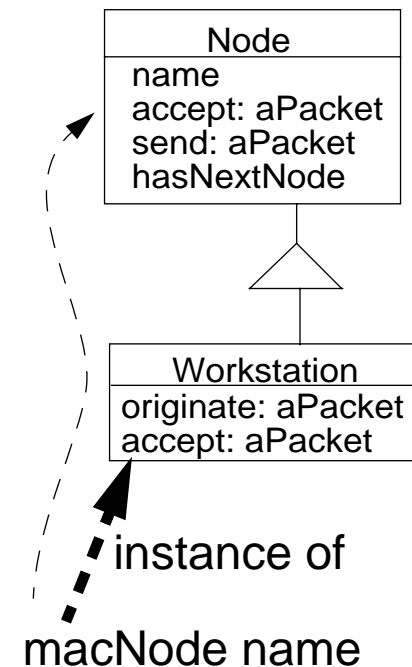 Node
name
accept: aPacket
send: aPacket
hasNextNode
Workstation
originate: aPacket
accept: aPacket
instance of
macNode name